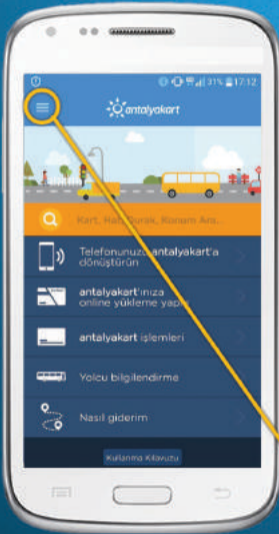 31% 17:12
antalyakart
Kart, Hat, Durak, Konum Ara...
Telefonunuzu antalyakart'a
dönüştürün
antalyakart'ınıza
online yükleme yapın
antalyakart işlemleri
Yolcu bilgilendirme
Nasıl giderim
Kullanma Kılavuzu